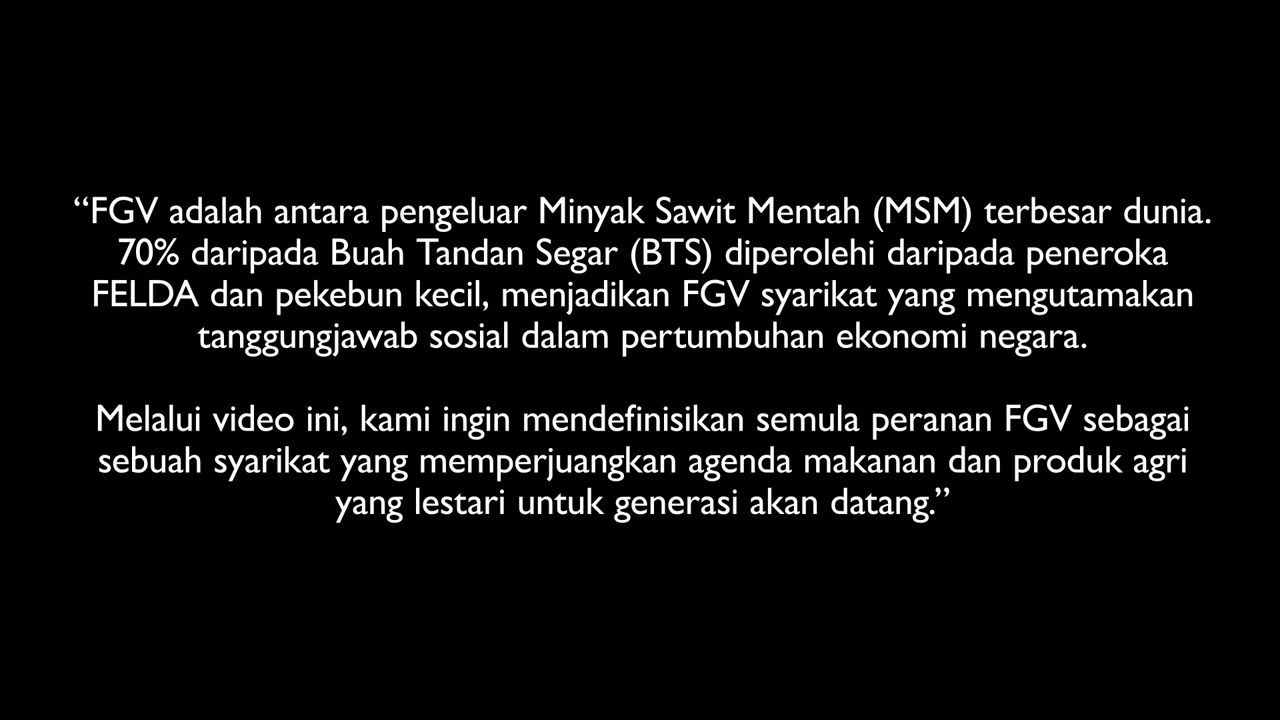 “FGV adalah antara pengeluar Minyak Sawit Mentah (MSM) terbesar dunia.
70% daripada Buah Tandan Segar (BTS) diperolehi daripada peneroka
FELDA dan pekebun kecil, menjadikan FGV syarikat yang mengutamakan
tanggungjawab sosial dalam pertumbuhan ekonomi negara.
Melalui video ini, kami ingin mendefinisikan semula peranan FGV sebagai
sebuah syarikat yang memperjuangkan agenda makanan dan produk agri
yang lestari untuk generasi akan datang.”